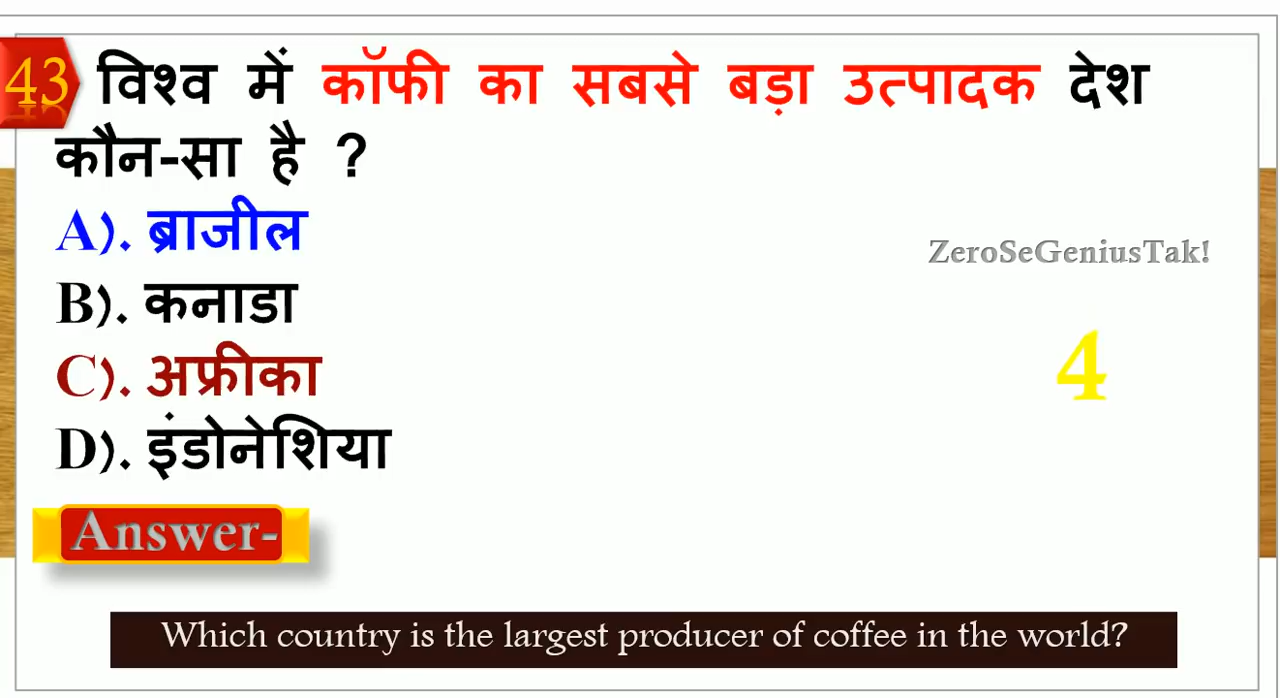 43 विश्व में कॉफी का सबसे बड़ा उत्पादक देश
कौन-सा है ?
A). ब्राजील
ZeroSeGeniusTak!
B). कनाडा
C). अफ्रीका
4
D). इंडोनेशिया
Answer-
Which country is the largest producer of coffee in the world?